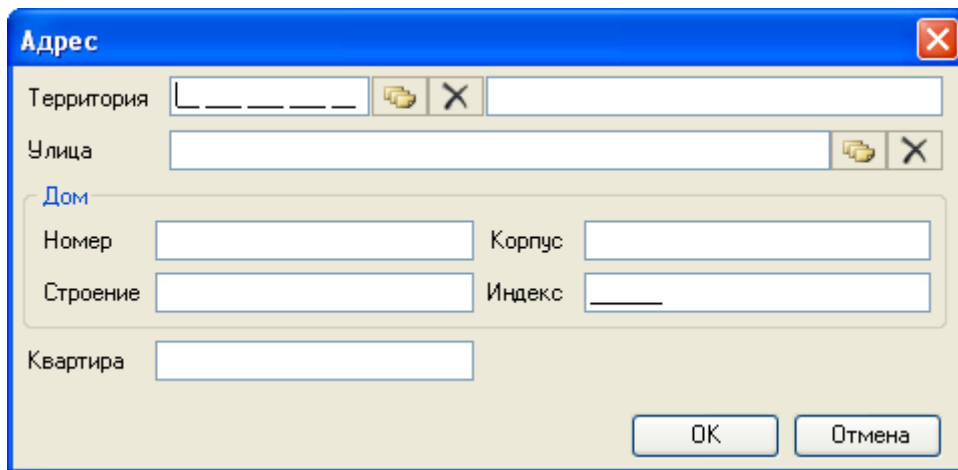 Адрес
Территория
Улица
Дом
Номер Корпус
Строение Индекс
Квартира
OK Отмена